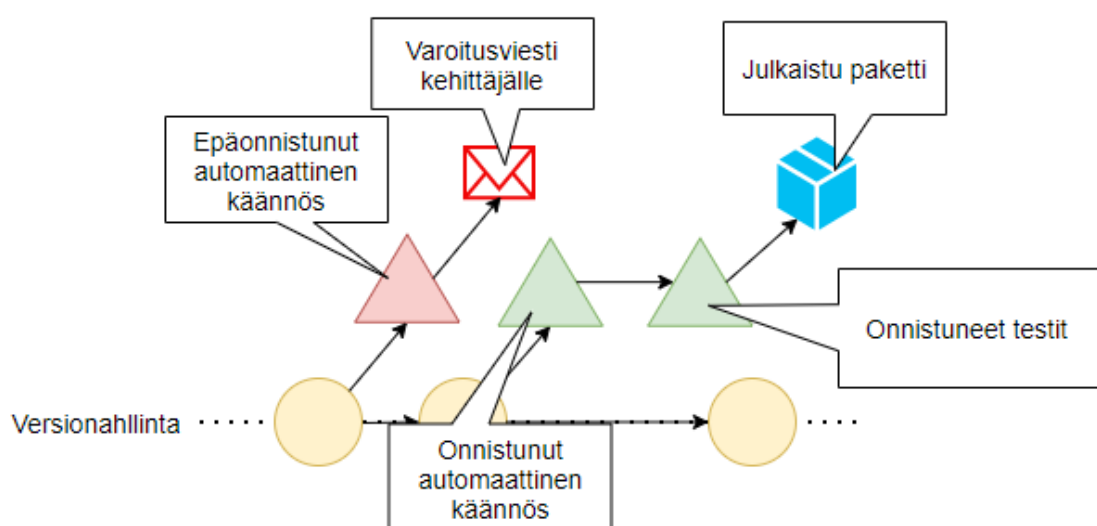 Varoitusviesti
kehittäjälle
Julkaistu paketti
Epäonnistunut
automaattinen
käännös
Onnistuneet testit
Versionahllinta
Onnistunut
automaattinen
käännös